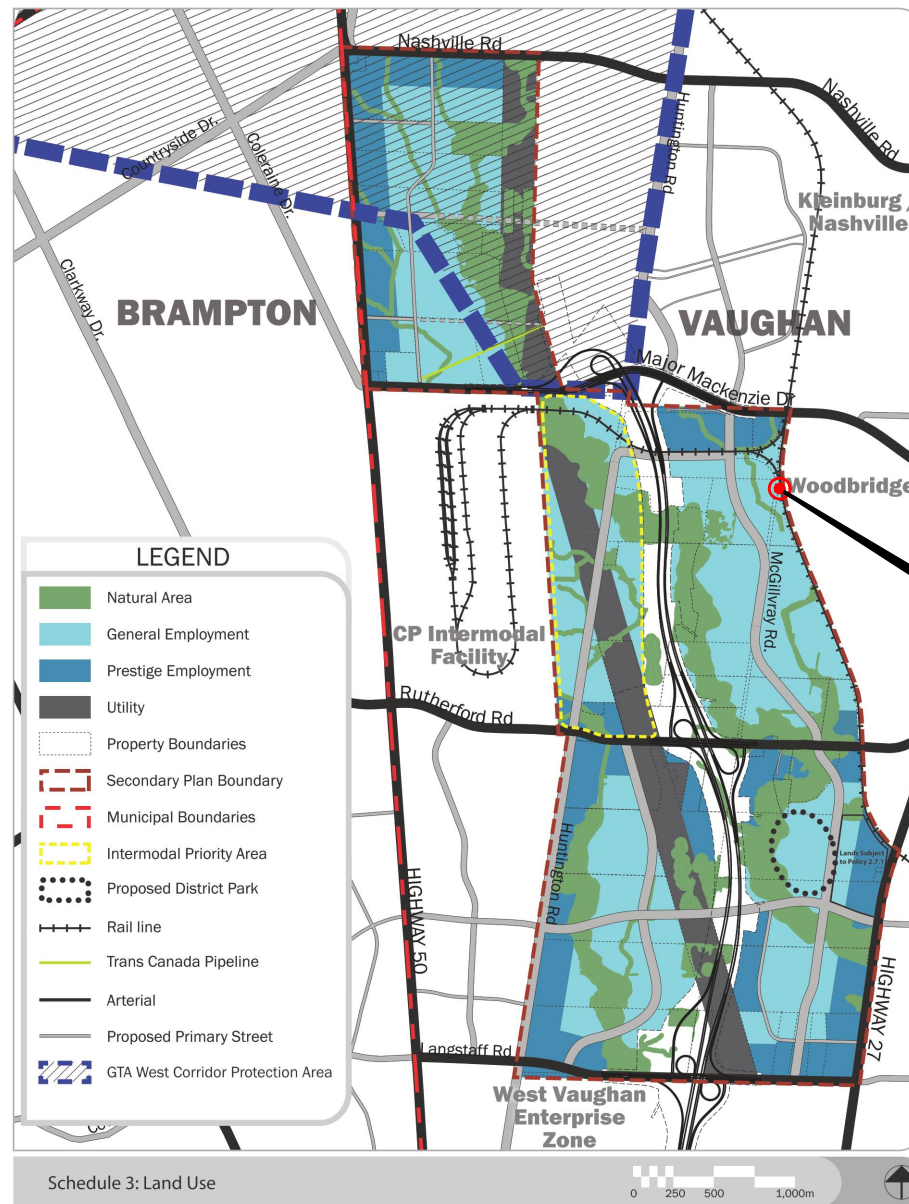 Nashville Rd
Nashville Rd
Huntington Rd
Countryside Dr.
Coleraine Dr.
Kleinburg /
Nashville
Clarkway Dr.
BRAMPTON
VAUGHAN
Major Mackenzie Dr
Woodbridge
McGillvray Rd.
CP Intermodal
Facility
Rutherford Rd
Huntington Rd
HIGHWAY 50
Lands Subject
to Policy 2.7.1
HIGHWAY 27
Langstaff Rd
West Vaughan
Enterprise
Zone
LEGEND
Natural Area
General Employment
Prestige Employment
Utility
Property Boundaries
Secondary Plan Boundary
Municipal Boundaries
Intermodal Priority Area
Proposed District Park
Rail line
Trans Canada Pipeline
Arterial
Proposed Primary Street
GTA West Corridor Protection Area
Schedule 3: Land Use
0 250 500 1,000m